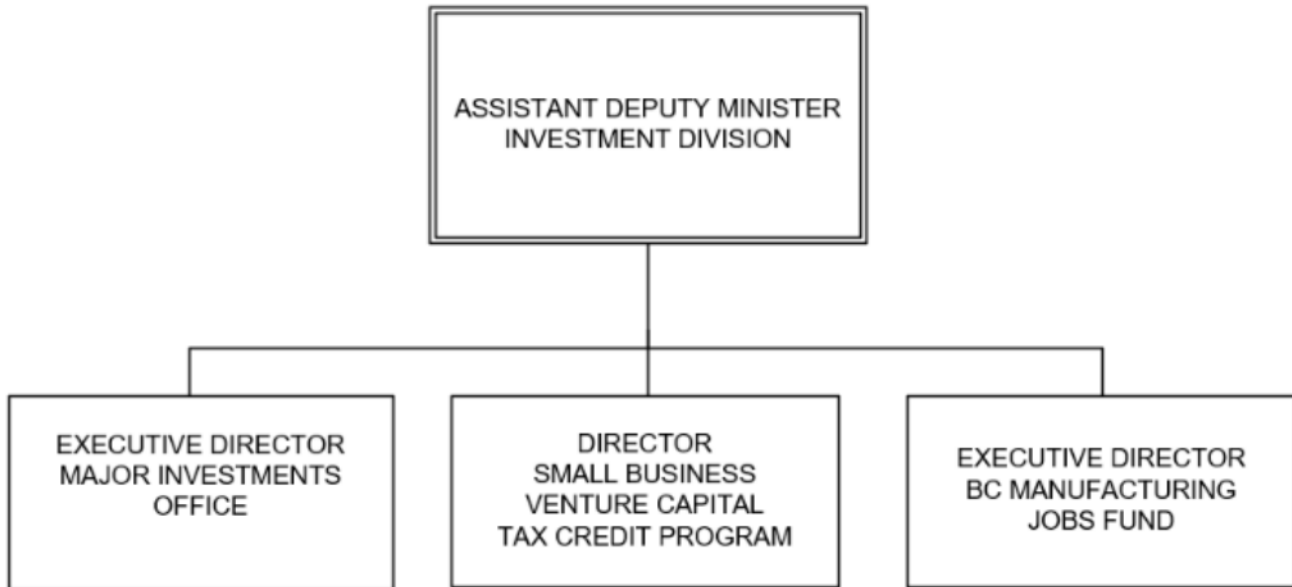 ASSISTANT DEPUTY MINISTER
INVESTMENT DIVISION
EXECUTIVE DIRECTOR
MAJOR INVESTMENTS
OFFICE
DIRECTOR
SMALL BUSINESS
VENTURE CAPITAL
TAX CREDIT PROGRAM
EXECUTIVE DIRECTOR
BC MANUFACTURING
JOBS FUND